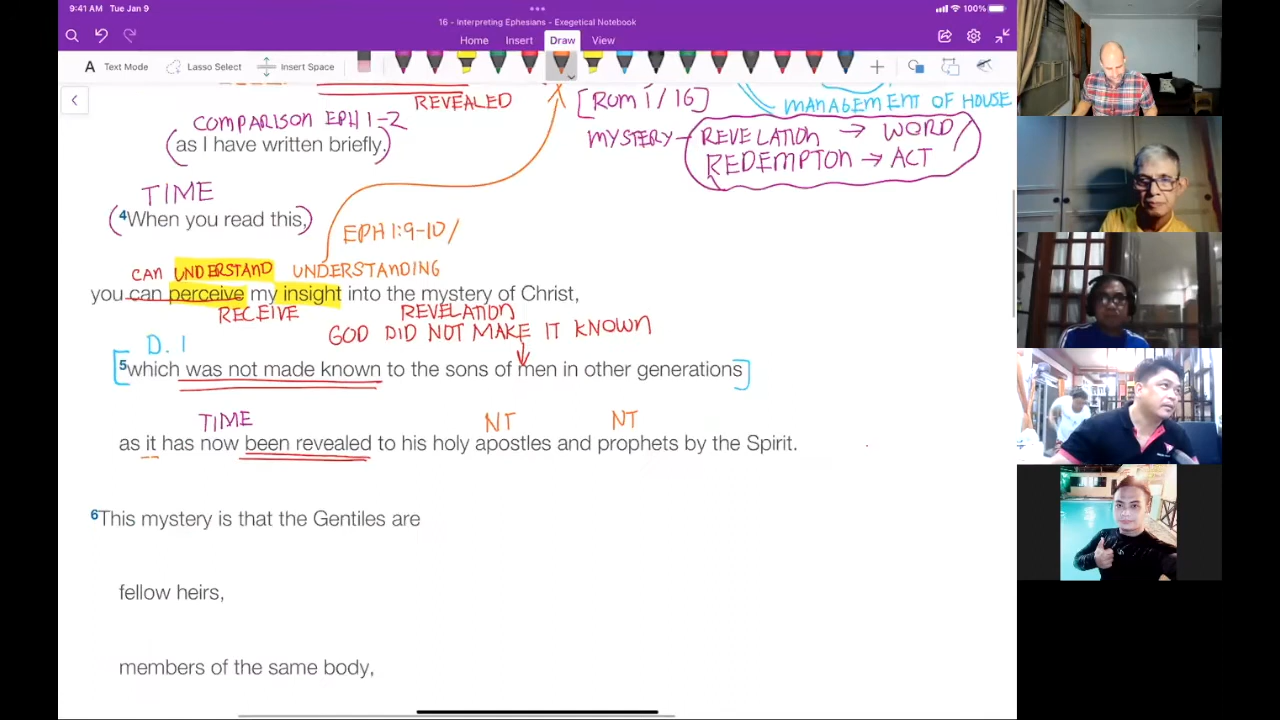 9:41 AM Tue Jan 9
100%
16 - Interpreting Ephesians - Exegetical Notebook
Home Insert Draw View
A Text Mode Lasso Select Insert Space
REVEALED
[ROM 1/16]
MANAGEMENT OF HOUSE
COMPARISON EPH 1-2
MYSTERY - REVELATION → WORD/
(as I have written briefly.)
REDEMPTON → ACT
TIME
(4When you read this,)
EPH 1:9-10/
CAN UNDERSTAND UNDERSTANDING
you can perceive my insight into the mystery of Christ,
RECEIVE REVELATION
GOD DID NOT MAKE IT KNOWN
D. 1
[5which was not made known to the sons of men in other generations]
TIME NT NT
as it has now been revealed to his holy apostles and prophets by the Spirit.
6This mystery is that the Gentiles are
fellow heirs,
members of the same body,